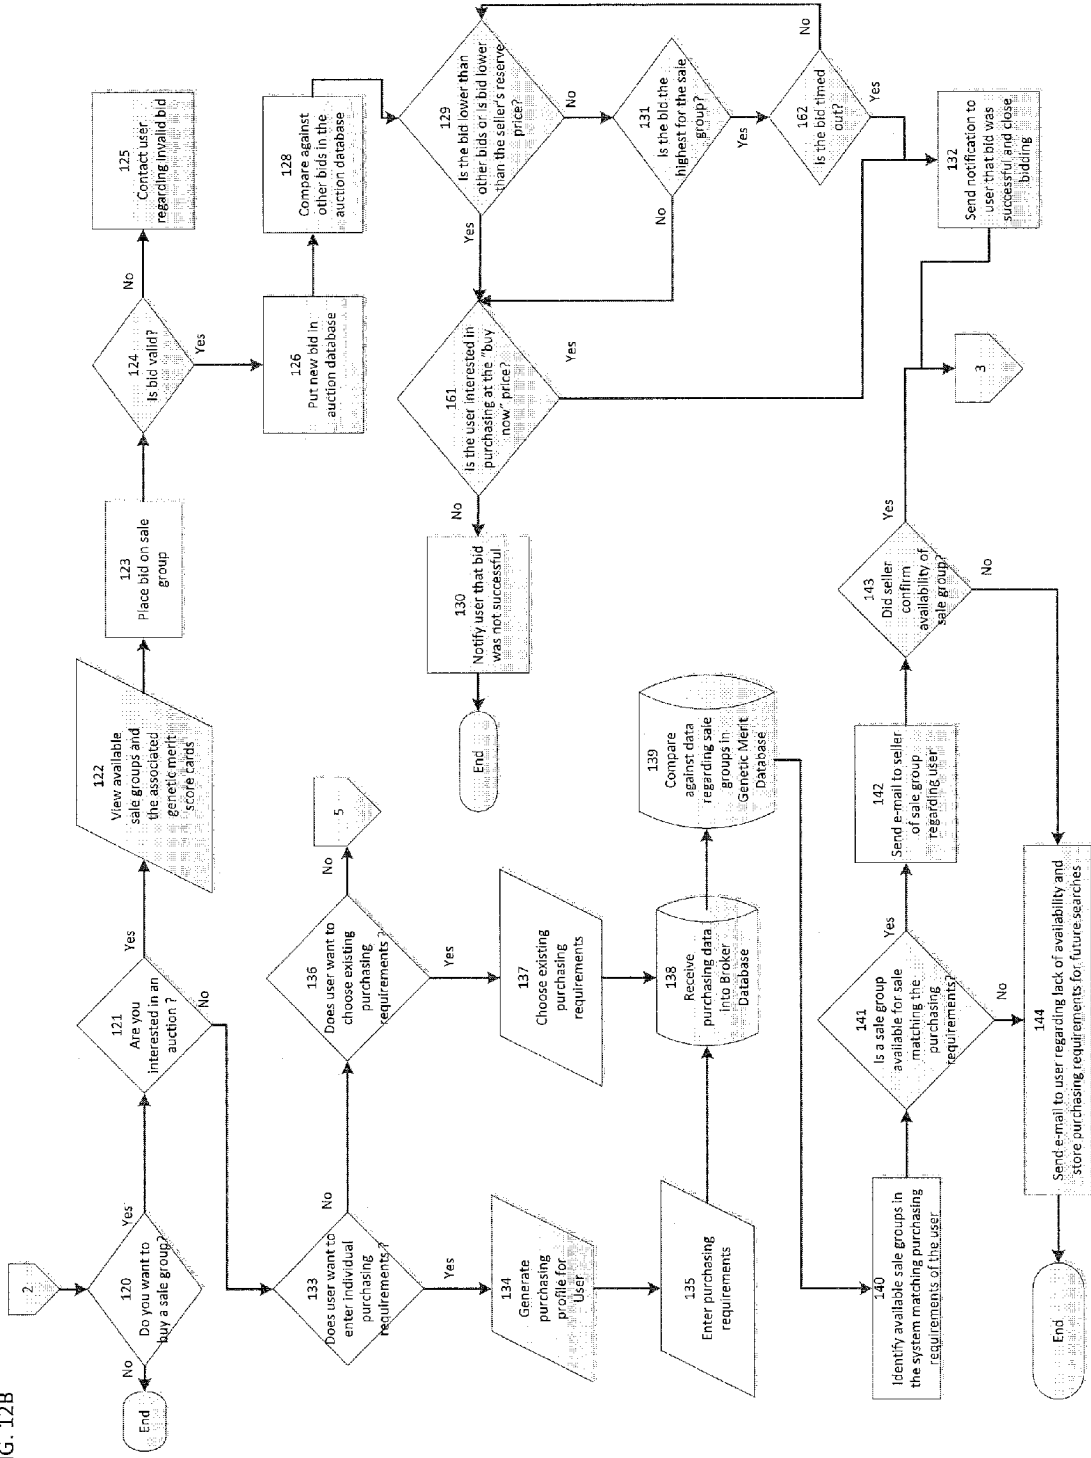 G. 12B
2
120
Do you want to
buy a sale group?
No
End
Yes
121
Are you
interested in an
auction ?
Yes
No
122
View available
sale groups and
the associated
genetic merit
score cards
123
Place bid on sale
group
124
Is bid valid?
No
Yes
125
Contact user
regarding invalid bid
126
Put new bid in
auction database
128
Compare against
other bids in the
auction database
129
Is the bid lower than
other bids or is bid lower
than the seller's reserve
price?
Yes
No
131
Is the bid the
highest for the sale
group?
No
Yes
162
Is the bid timed
out?
No
Yes
161
Is the user interested in
purchasing at the "buy
now" price?
Yes
No
130
Notify user that bid
was not successful
End
132
Send notification to
user that bid was
successful and close
bidding
3
133
Does user want to
enter individual
purchasing
requirements ?
No
Yes
136
Does user want to
choose existing
purchasing
requirements ?
No
5
Yes
134
Generate
purchasing
profile for
User
137
Choose existing
purchasing
requirements
135
Enter purchasing
requirements
138
Receive
purchasing data
into Broker
Database
139
Compare
against data
regarding sale
groups in
Genetic Merit
Database
140
Identify available sale groups in
the system matching purchasing
requirements of the user
141
Is a sale group
available for sale
matching the
purchasing
requirements?
Yes
No
142
Send e-mail to seller
of sale group
regarding user
143
Did seller
confirm
availability of
sale group?
Yes
No
144
Send e-mail to user regarding lack of availability and
store purchasing requirements for future searches
End